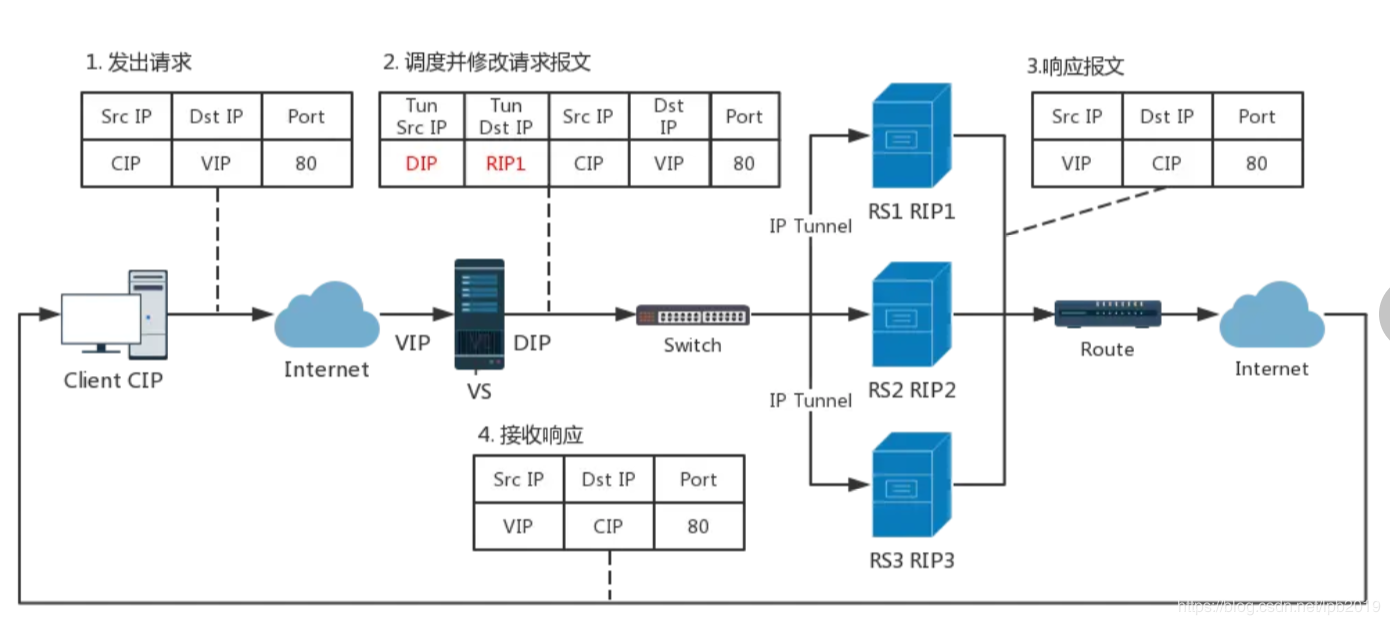 1. 发出请求
Src IP Dst IP Port
CIP VIP 80
2. 调度并修改请求报文
Tun Src IP Tun Dst IP Src IP Dst IP Port
DIP RIP1 CIP VIP 80
3.响应报文
Src IP Dst IP Port
VIP CIP 80
IP Tunnel
RS1 RIP1
Client CIP
Internet
VIP
VS
DIP
Switch
RS2 RIP2
Route
Internet
IP Tunnel
4. 接收响应
Src IP Dst IP Port
VIP CIP 80
RS3 RIP3
https://blog.csdn.net/lpb2019